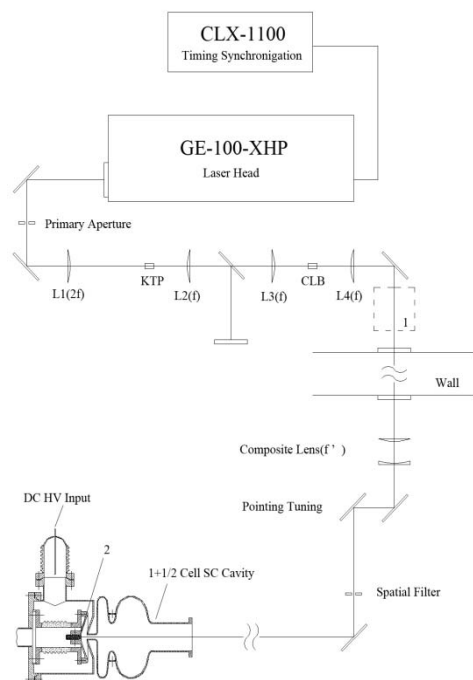 CLX-1100
Timing Synchronigation
GE-100-XHP
Laser Head
Primary Aperture
L1(2f)
KTP
L2(f)
L3(f)
CLB
L4(f)
1
Wall
Composite Lens(f')
DC HV Input
Pointing Tuning
2
1+1/2 Cell SC Cavity
Spatial Filter